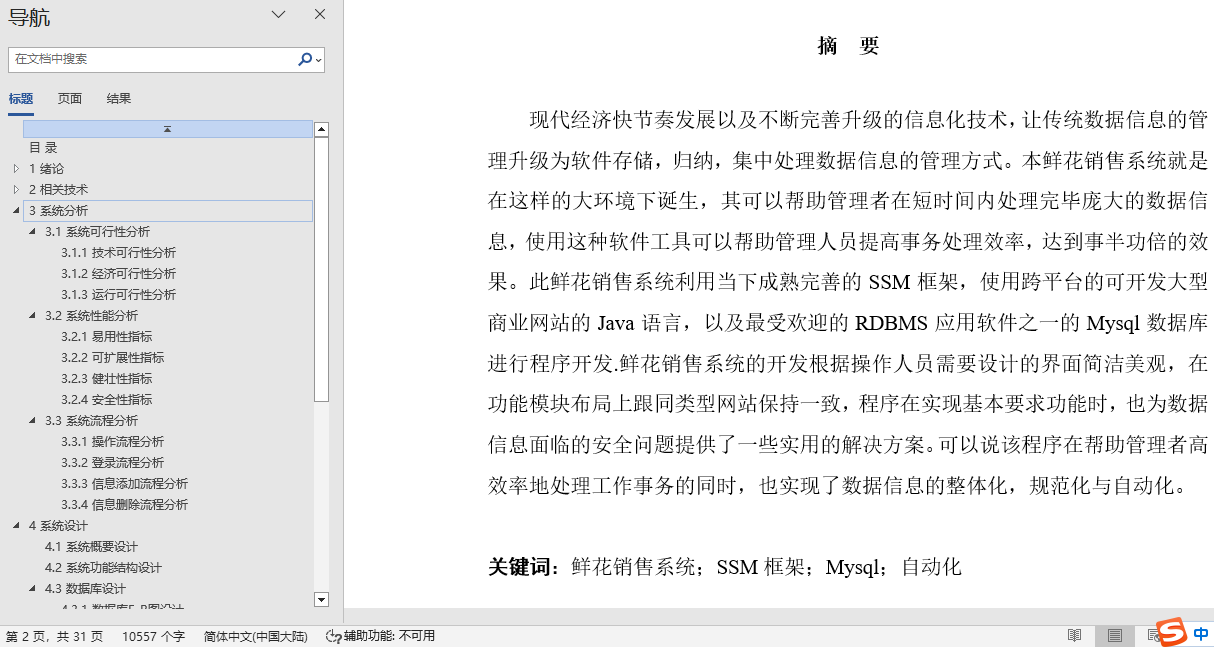 导航
在文档中搜索
标题 页面 结果
目 录
1 绪论
2 相关技术
3 系统分析
3.1 系统可行性分析
3.1.1 技术可行性分析
3.1.2 经济可行性分析
3.1.3 运行可行性分析
3.2 系统性能分析
3.2.1 易用性指标
3.2.2 可扩展性指标
3.2.3 健壮性指标
3.2.4 安全性指标
3.3 系统流程分析
3.3.1 操作流程分析
3.3.2 登录流程分析
3.3.3 信息添加流程分析
3.3.4 信息删除流程分析
4 系统设计
4.1 系统概要设计
4.2 系统功能结构设计
4.3 数据库设计
4.3.1 数据库E-R图设计
摘 要
现代经济快节奏发展以及不断完善升级的信息化技术，让传统数据信息的管
理升级为软件存储，归纳，集中处理数据信息的管理方式。本鲜花销售系统就是
在这样的大环境下诞生，其可以帮助管理者在短时间内处理完毕庞大的数据信
息，使用这种软件工具可以帮助管理人员提高事务处理效率，达到事半功倍的效
果。此鲜花销售系统利用当下成熟完善的 SSM 框架，使用跨平台的可开发大型
商业网站的 Java 语言，以及最受欢迎的 RDBMS 应用软件之一的 Mysql 数据库
进行程序开发.鲜花销售系统的开发根据操作人员需要设计的界面简洁美观，在
功能模块布局上跟同类型网站保持一致，程序在实现基本要求功能时，也为数据
信息面临的安全问题提供了一些实用的解决方案。可以说该程序在帮助管理者高
效率地处理工作事务的同时，也实现了数据信息的整体化，规范化与自动化。
关键词：鲜花销售系统；SSM 框架；Mysql；自动化
第 2 页，共 31 页 10557 个字 简体中文(中国大陆) 辅助功能: 不可用
中